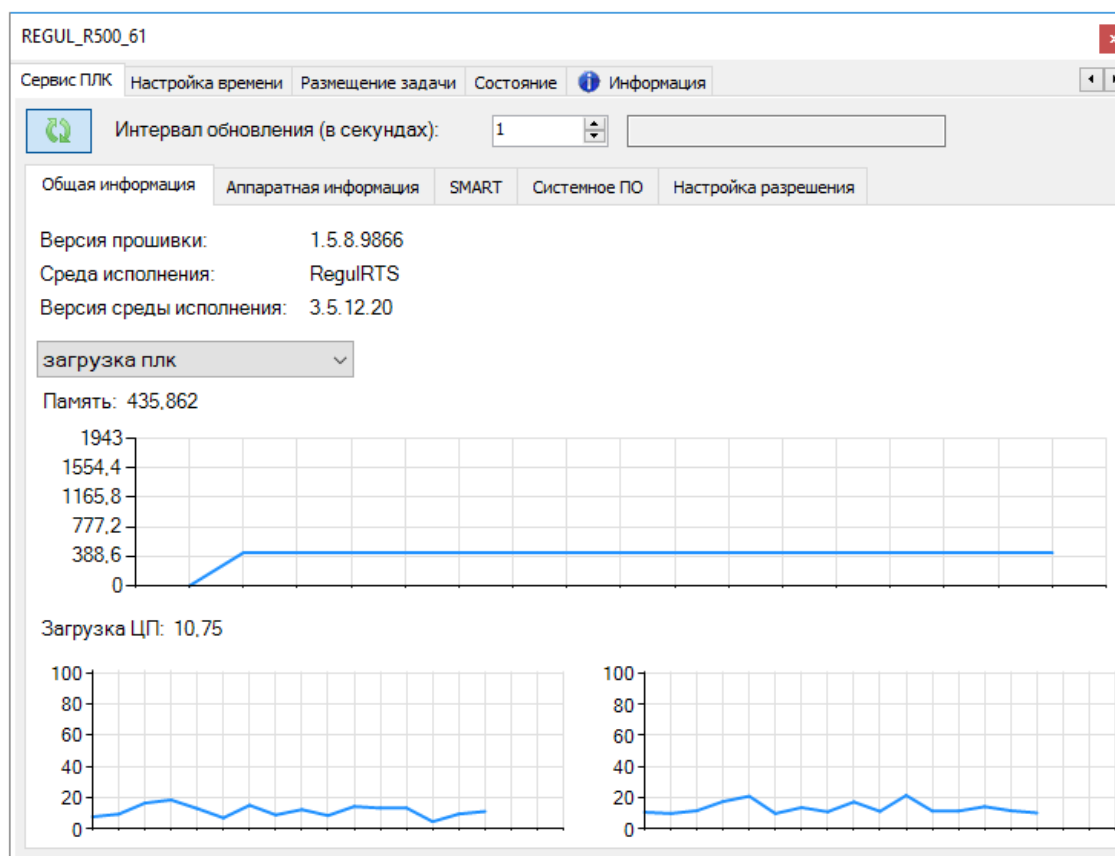 REGUL_R500_61
Сервис ПЛК Настройка времени Размещение задачи Состояние Информация
Интервал обновления (в секундах): 1
Общая информация Аппаратная информация SMART Системное ПО Настройка разрешения
Версия прошивки: 1.5.8.9866
Среда исполнения: RegulRTS
Версия среды исполнения: 3.5.12.20
загрузка плк
Память: 435,862
1943
1554,4
1165,8
777,2
388,6
0
Загрузка ЦП: 10,75
100
80
60
40
20
0
100
80
60
40
20
0